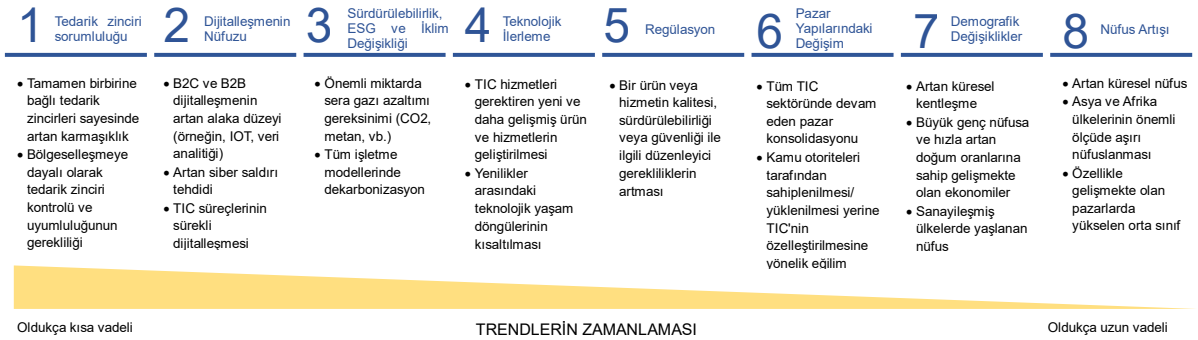 1
Tedarik zinciri
sorumluluğu
2
Dijitalleşmenin
Nüfuzu
3
Sürdürülebilirlik,
ESG ve İklim
Değişikliği
4
Teknolojik
İlerleme
5
Regülasyon
6
Pazar
Yapılarındaki
Değişim
7
Demografik
Değişiklikler
8
Nüfus Artışı
• Tamamen birbirine
bağlı tedarik
zincirleri sayesinde
artan karmaşıklık
• Bölgeselleşmeye
dayalı olarak
tedarik zinciri
kontrolü ve
uyumluluğunun
gerekliliği
• B2C ve B2B
dijitalleşmenin
artan alaka düzeyi
(örneğin, IOT, veri
analitiği)
• Artan siber saldırı
tehdidi
• TIC süreçlerinin
sürekli
dijitalleşmesi
• Önemli miktarda
sera gazı azaltımı
gereksinimi (CO2,
metan, vb.)
• Tüm işletme
modellerinde
dekarbonizasyon
• TIC hizmetleri
gerektiren yeni ve
daha gelişmiş ürün
ve hizmetlerin
geliştirilmesi
• Yenilikler
arasındaki
teknolojik yaşam
döngülerinin
kısaltılması
• Bir ürün veya
hizmetin kalitesi,
sürdürülebilirliği
veya güvenliği ile
ilgili düzenleyici
gerekliliklerin
artması
• Tüm TIC
sektöründe devam
eden pazar
konsolidasyonu
• Kamu otoriteleri
tarafından
sahiplenilmesi/
yüklenilmesi yerine
TIC'nin
özelleştirilmesine
yönelik eğilim
• Artan küresel
kentleşme
• Büyük genç nüfusa
ve hızla artan
doğum oranlarına
sahip gelişmekte
olan ekonomiler
• Sanayileşmiş
ülkelerde yaşlanan
nüfus
• Artan küresel nüfus
• Asya ve Afrika
ülkelerinin önemli
ölçüde aşırı
nüfuslanması
• Özellikle
gelişmekte olan
pazarlarda
yükselen orta sınıf
Oldukça kısa vadeli
TRENDLERİN ZAMANLAMASI
Oldukça uzun vadeli